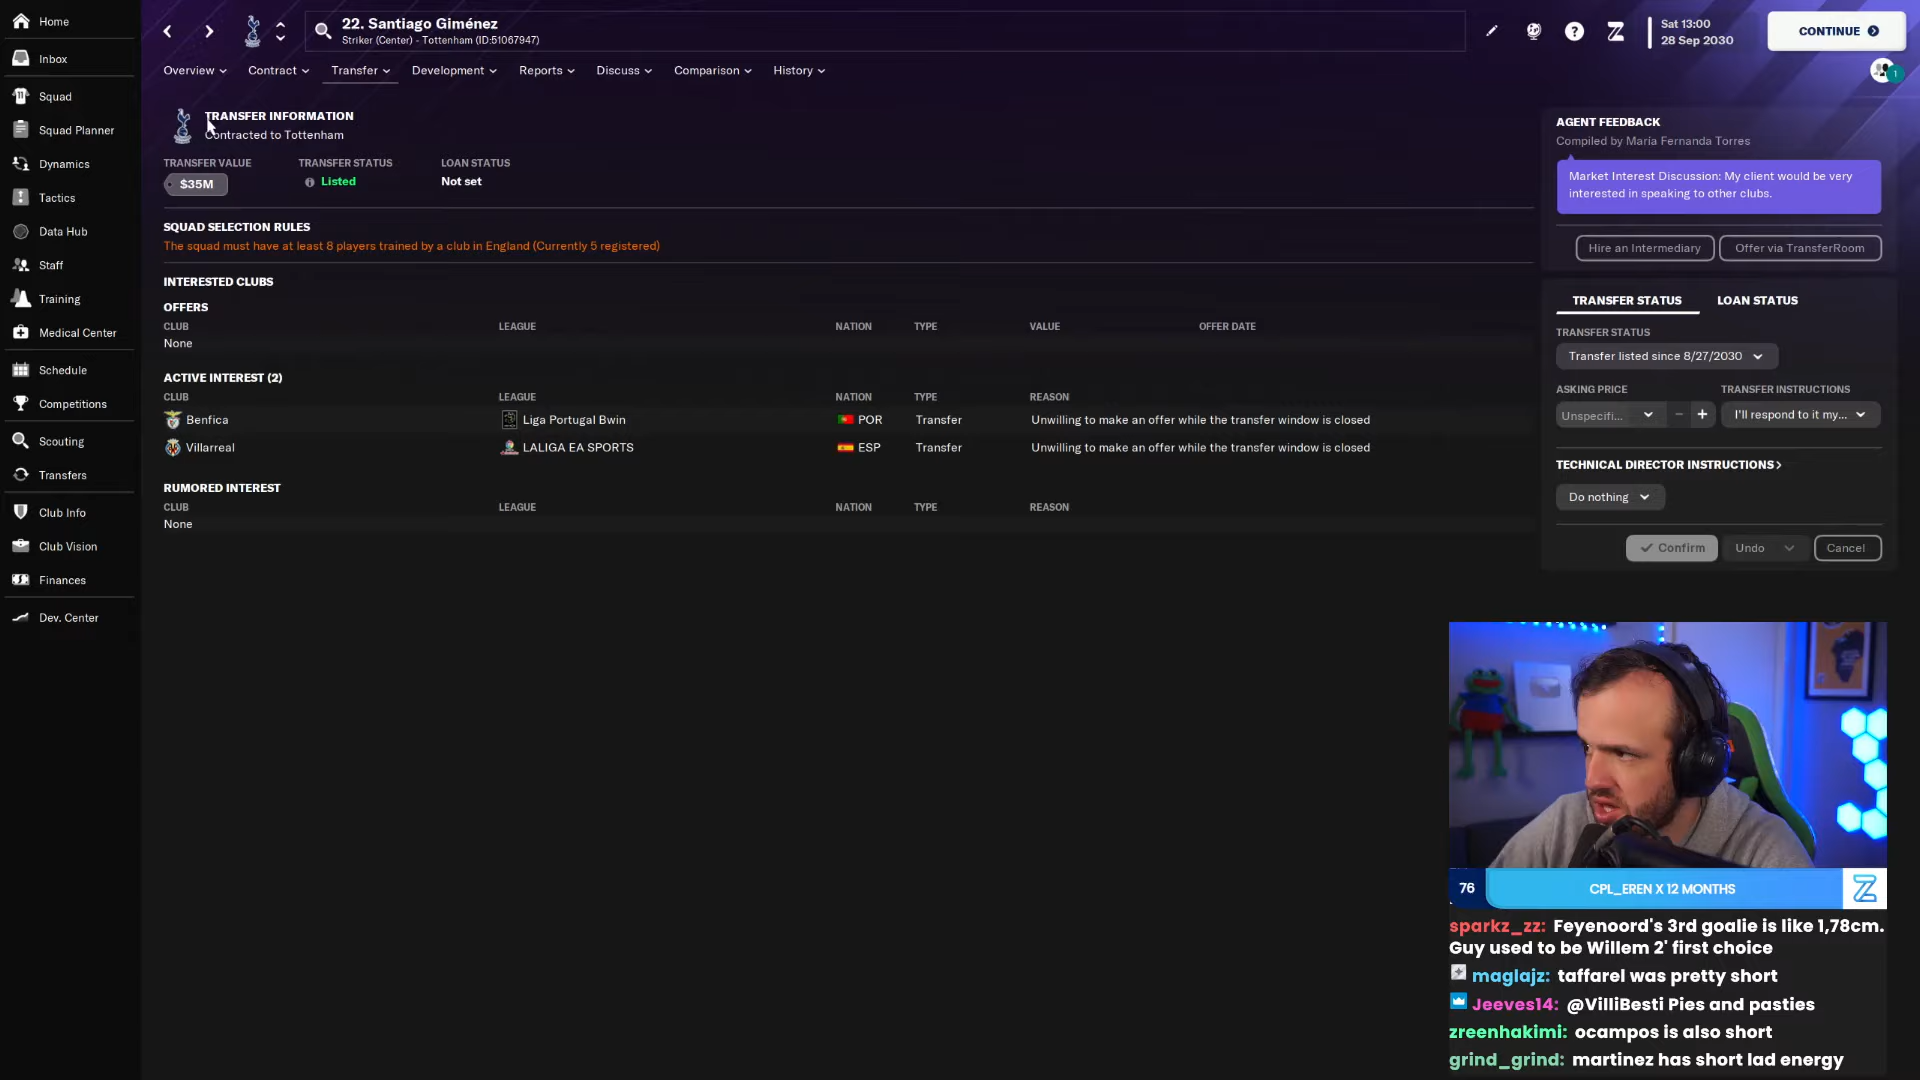 Home
Inbox
Squad
Squad Planner
Dynamics
Tactics
Data Hub
Staff
Training
Medical Center
Schedule
Competitions
Scouting
Transfers
Club Info
Club Vision
Finances
Dev. Center
22. Santiago Giménez
Striker (Center) - Tottenham (ID:51067947)
Sat 13:00
28 Sep 2030
CONTINUE
1
Overview Contract Transfer Development Reports Discuss Comparison History
TRANSFER INFORMATION
Contracted to Tottenham
TRANSFER VALUE TRANSFER STATUS LOAN STATUS
$35M Listed Not set
SQUAD SELECTION RULES
The squad must have at least 8 players trained by a club in England (Currently 5 registered)
INTERESTED CLUBS
OFFERS
CLUB LEAGUE NATION TYPE VALUE OFFER DATE
None
ACTIVE INTEREST (2)
CLUB LEAGUE NATION TYPE REASON
Benfica Liga Portugal Bwin POR Transfer Unwilling to make an offer while the transfer window is closed
Villarreal LALIGA EA SPORTS ESP Transfer Unwilling to make an offer while the transfer window is closed
RUMORED INTEREST
CLUB LEAGUE NATION TYPE REASON
None
AGENT FEEDBACK
Compiled by María Fernanda Torres
Market Interest Discussion: My client would be very
interested in speaking to other clubs.
Hire an Intermediary Offer via TransferRoom
TRANSFER STATUS LOAN STATUS
TRANSFER STATUS
Transfer listed since 8/27/2030
ASKING PRICE TRANSFER INSTRUCTIONS
Unspecifi... - + I'll respond to it my...
TECHNICAL DIRECTOR INSTRUCTIONS >
Do nothing
Confirm Undo Cancel
76 CPL_EREN X 12 MONTHS
sparkz_zz: Feyenoord's 3rd goalie is like 1,78cm.
Guy used to be Willem 2' first choice
maglajz: taffarel was pretty short
Jeeves14: @VilliBesti Pies and pasties
zreenhakimi: ocampos is also short
grind_grind: martinez has short lad energy